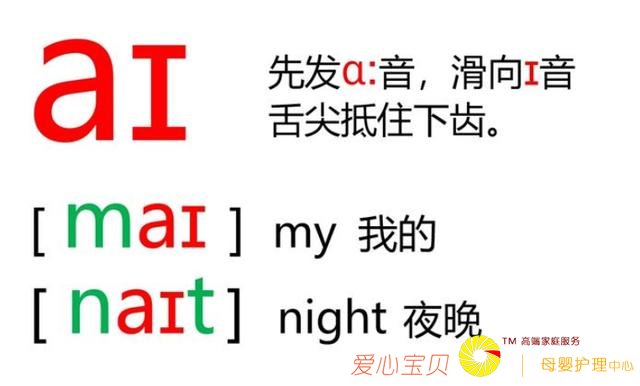 aɪ
先发ɑ:音，滑向ɪ音
舌尖抵住下齿。
[ maɪ ] my 我的
[ naɪt ] night 夜晚
爱心宝贝 TM 高端家庭服务 | 母婴护理中心